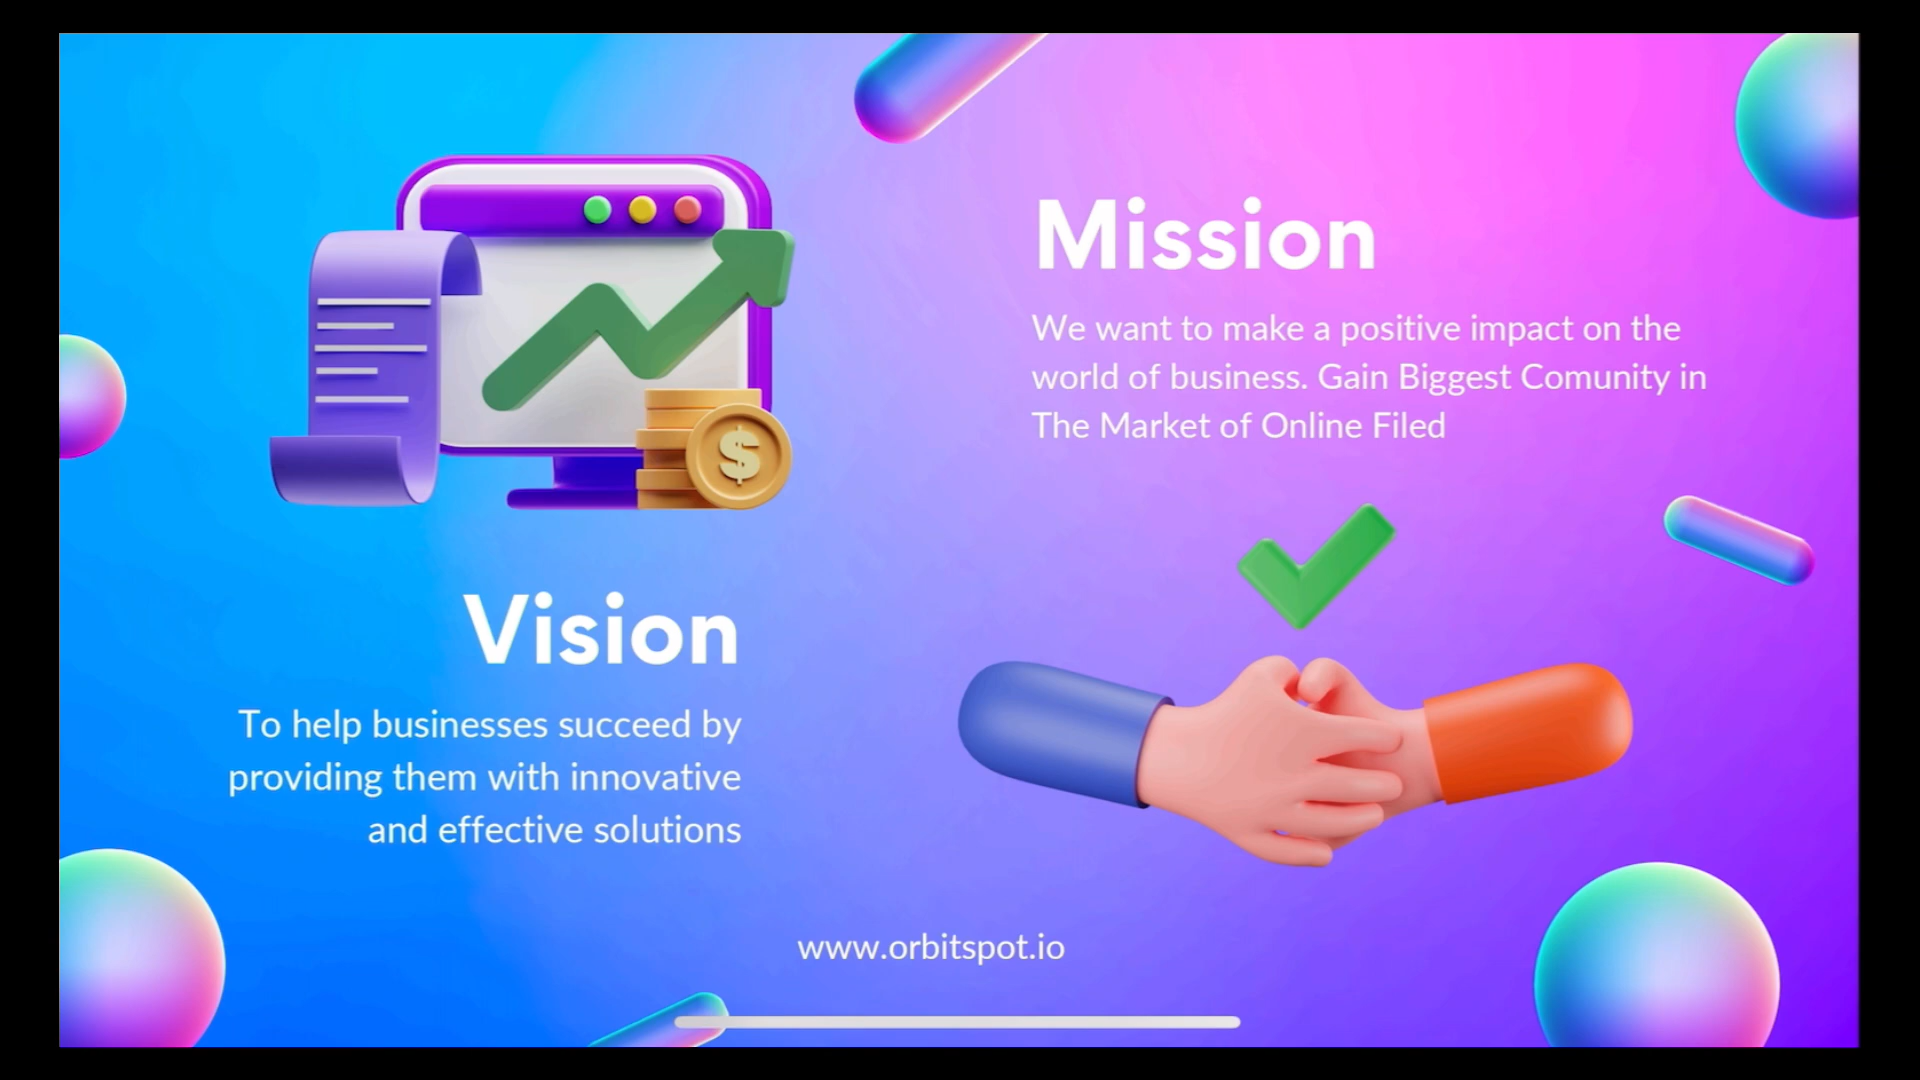 Mission
We want to make a positive impact on the
world of business. Gain Biggest Comunity in
The Market of Online Filed
$
Vision
To help businesses succeed by
providing them with innovative
and effective solutions
www.orbitspot.io